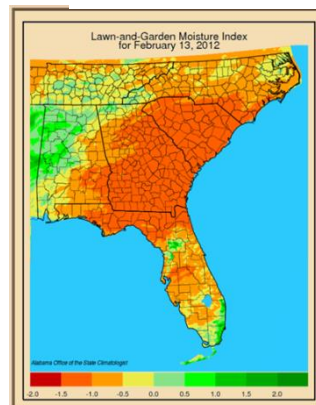 Lawn-and-Garden Moisture Index
for February 13, 2012
Alabama Office of the State Climatologist
-2.0 -1.5 -1.0 -0.5 0.0 0.5 1.0 1.5 2.0